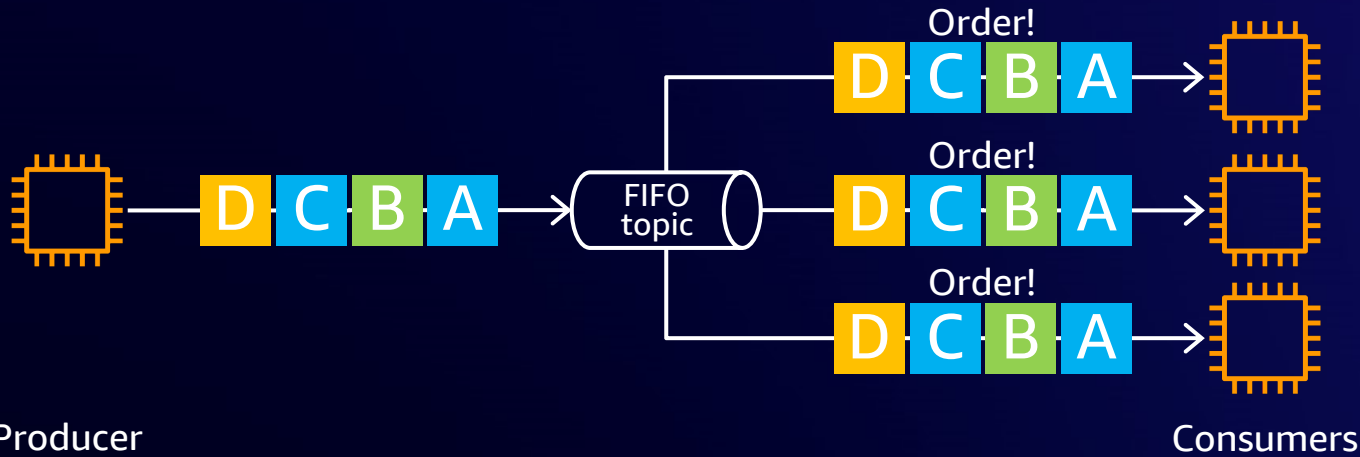 Order!
D C B A
Order!
D C B A
FIFO
topic
D C B A
Order!
D C B A
Producer
Consumers